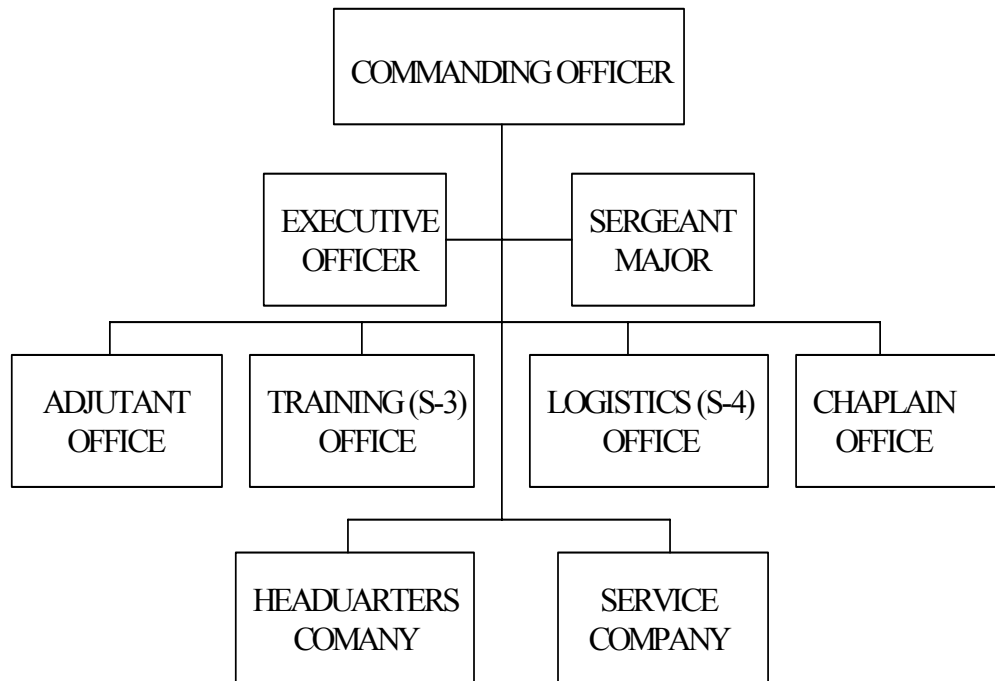 COMMANDING OFFICER
EXECUTIVE
OFFICER
SERGEANT
MAJOR
ADJUTANT
OFFICE
TRAINING (S-3)
OFFICE
LOGISTICS (S-4)
OFFICE
CHAPLAIN
OFFICE
HEADUARTERS
COMANY
SERVICE
COMPANY